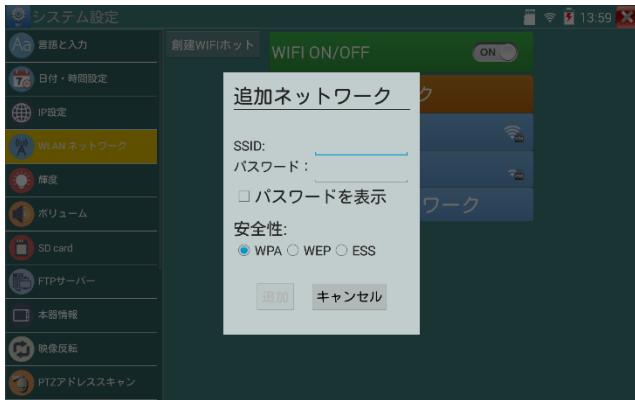 システム設定
13.59
言語と入力
日付・時間設定
IP設定
WLAN ネットワーク
輝度
ボリューム
SD card
FTPサーバー
本器情報
映像反転
PTZアドレススキャン
創建WIFIホット
WIFI ON/OFF
ON
ク
ワーク
追加ネットワーク
SSID:
パスワード：
パスワードを表示
安全性:
WPA WEP ESS
追加 キャンセル